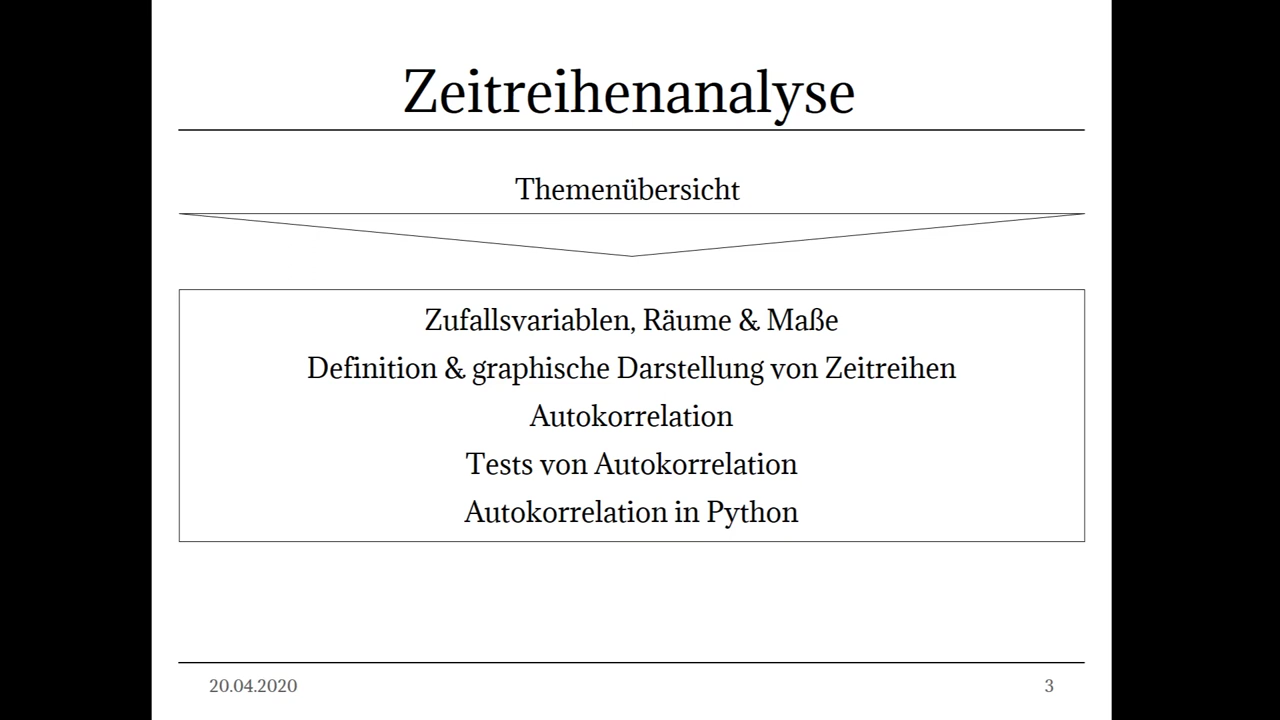 Zeitreihenanalyse
Themenübersicht
Zufallsvariablen, Räume & Maße
Definition & graphische Darstellung von Zeitreihen
Autokorrelation
Tests von Autokorrelation
Autokorrelation in Python
20.04.2020
3